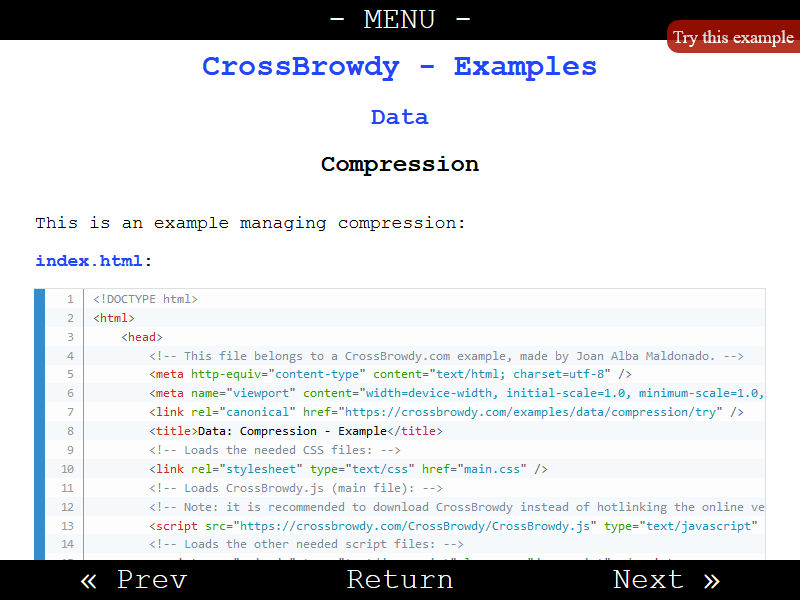 - MENU -
Try this example
CrossBrowdy - Examples
Data
Compression
This is an example managing compression:
index.html:
1 <!DOCTYPE html>
2 <html>
3 <head>
4 <!-- This file belongs to a CrossBrowdy.com example, made by Joan Alba Maldonado. -->
5 <meta http-equiv="content-type" content="text/html; charset=utf-8" />
6 <meta name="viewport" content="width=device-width, initial-scale=1.0, minimum-scale=1.0,
7 <link rel="canonical" href="https://crossbrowdy.com/examples/data/compression/try" />
8 <title>Data: Compression - Example</title>
9 <!-- Loads the needed CSS files: -->
10 <link rel="stylesheet" type="text/css" href="main.css" />
11 <!-- Loads CrossBrowdy.js (main file): -->
12 <!-- Note: it is recommended to download CrossBrowdy instead of hotlinking the online ve
13 <script src="https://crossbrowdy.com/CrossBrowdy/CrossBrowdy.js" type="text/javascript"
14 <!-- Loads the other needed script files: -->
« Prev Return Next »